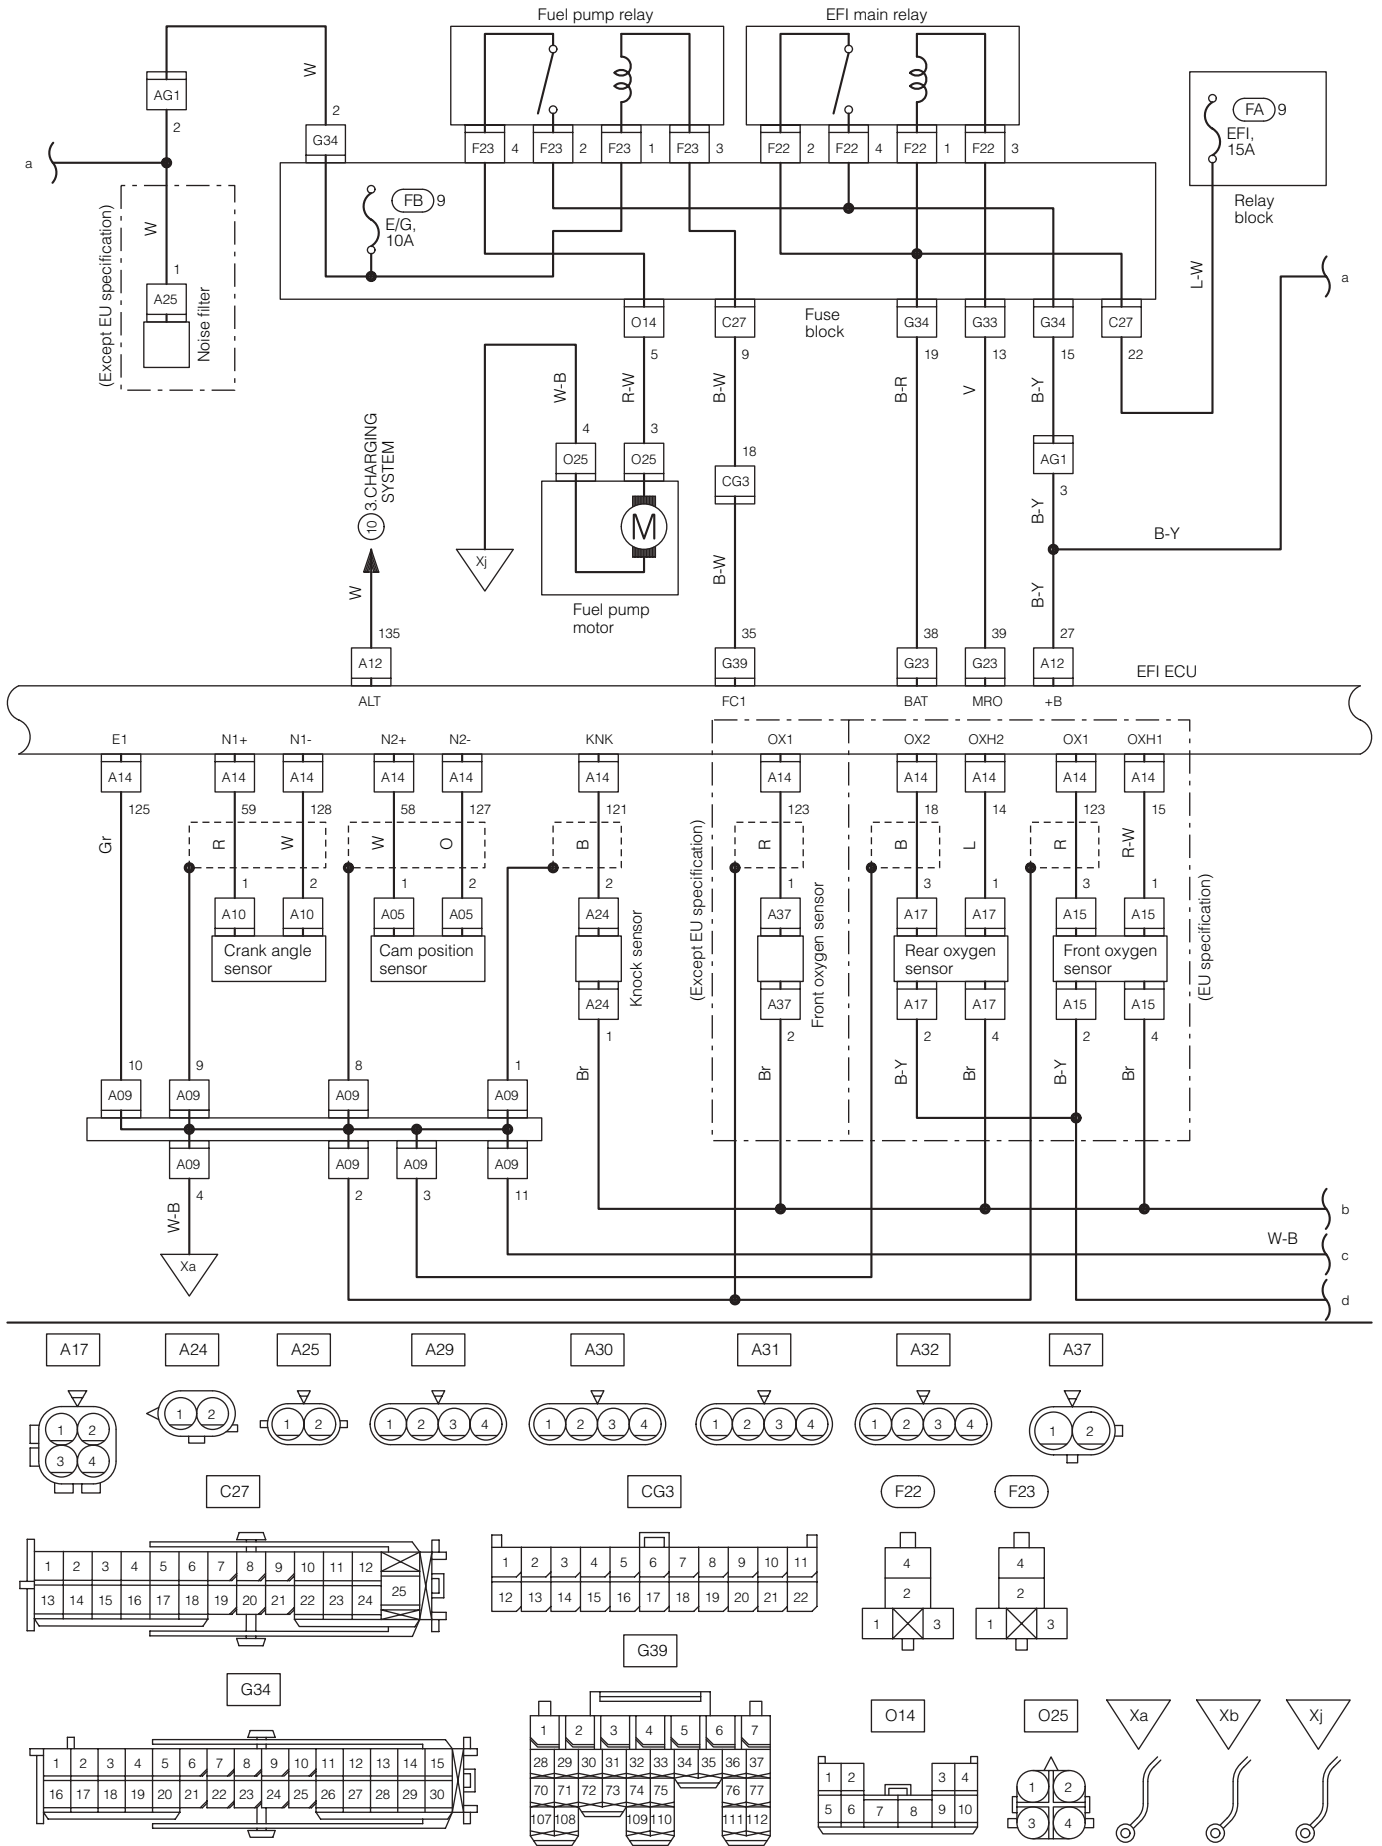 Fuel pump relay
EFI main relay
AG1
2
W
2
G34
F23 4 F23 2 F23 1 F23 3
F22 2 F22 4 F22 1 F22 3
FA 9
EFI,
15A
Relay
block
a
W
1
A25
Noise filter
(Except EU specification)
FB 9
E/G,
10A
Fuse
block
L-W
a
O14 C27 G34 G33 G34 C27
5 9 19 13 15 22
W-B R-W B-W B-R V B-Y
4 3 18
O25 O25 CG3 AG1
3
10 3.CHARGING
SYSTEM
M
Xj
B-Y
B-Y
W
B-W
B-Y
Fuel pump
motor
135 35 38 39 27
A12 G39 G23 G23 A12
EFI ECU
ALT FC1 BAT MRO +B
E1 N1+ N1- N2+ N2- KNK OX1 OX2 OXH2 OX1 OXH1
A14 A14 A14 A14 A14 A14 A14 A14 A14 A14 A14
125 59 128 58 127 121 123 18 14 123 15
Gr R W W O B R B L R R-W
1 2 1 2 2 1 3 1 3 1
A10 A10 A05 A05 A24 A37 A17 A17 A15 A15
Crank angle
sensor
Cam position
sensor
Knock sensor
(Except EU specification)
Front oxygen sensor
Rear oxygen
sensor
Front oxygen
sensor
(EU specification)
A24 A37 A17 A17 A15 A15
1 2 2 4 2 4
10 9 8 1
Br Br B-Y Br B-Y Br
A09 A09 A09 A09
A09 A09 A09 A09
4 2 3 11
W-B
Xa
b
W-B
c
d
A17 A24 A25 A29 A30 A31 A32 A37
1 2
3 4
1 2
1 2
1 2 3 4
1 2 3 4
1 2 3 4
1 2 3 4
1 2
C27 CG3 F22 F23
1 2 3 4 5 6 7 8 9 10 11 12
13 14 15 16 17 18 19 20 21 22 23 24 25
1 2 3 4 5 6 7 8 9 10 11
12 13 14 15 16 17 18 19 20 21 22
4
2
1 3
4
2
1 3
G34 G39 O14 O25 Xa Xb Xj
1 2 3 4 5 6 7 8 9 10 11 12 13 14 15
16 17 18 19 20 21 22 23 24 25 26 27 28 29 30
1 2 3 4 5 6 7
28 29 30 31 32 33 34 35 36 37
70 71 72 73 74 75 76 77
107 108 109 110 111 112
1 2 3 4
5 6 7 8 9 10
1 2
3 4